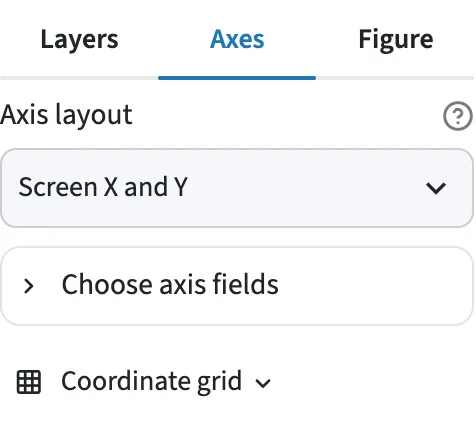 Layers Axes Figure
Axis layout
Screen X and Y
Choose axis fields
Coordinate grid